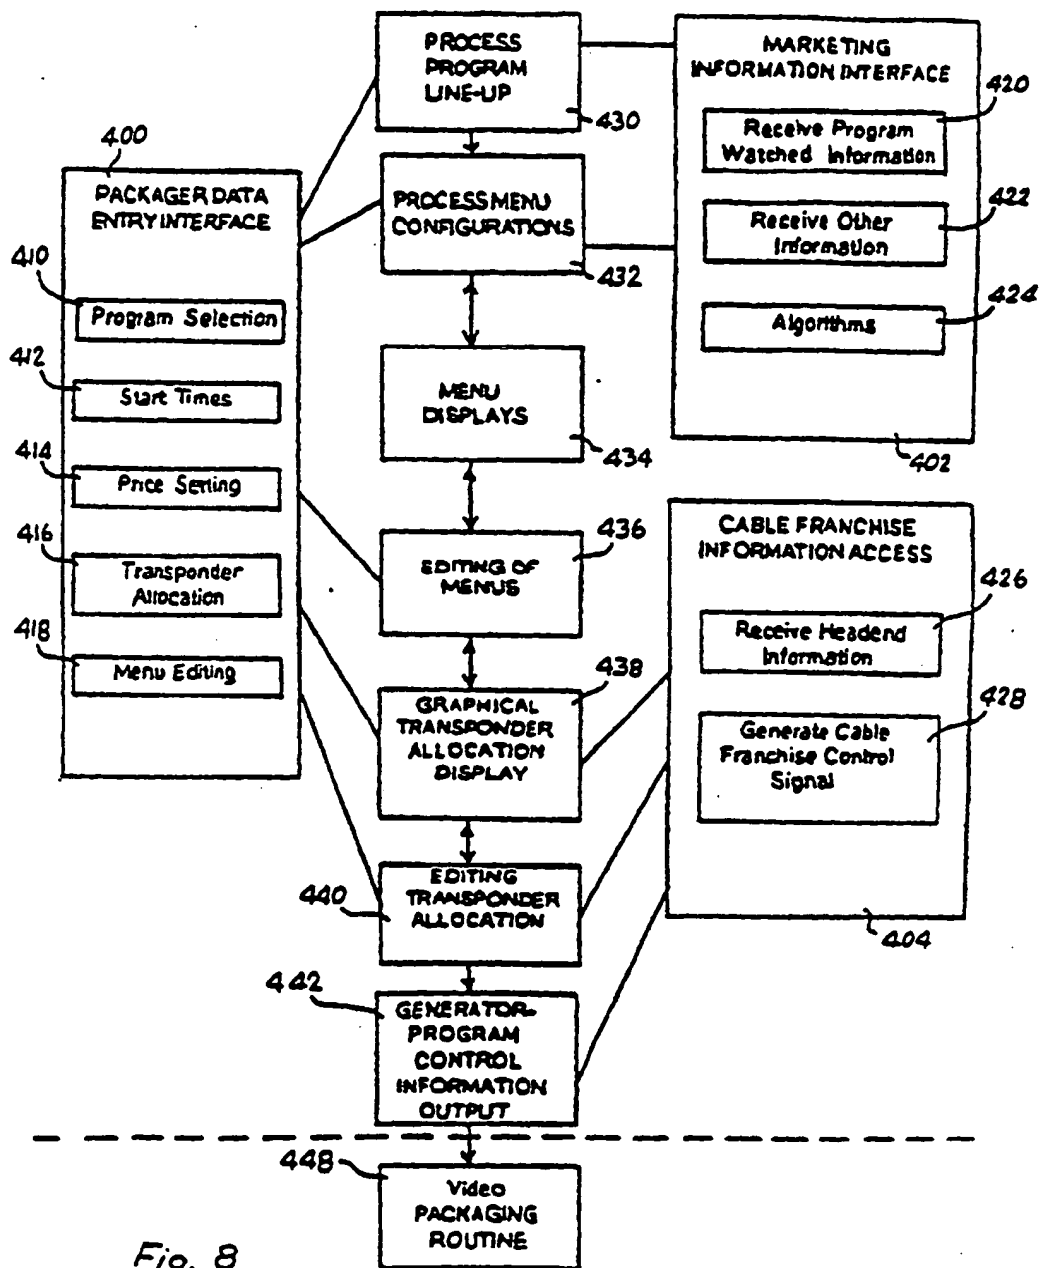 PROCESS
PROGRAM
LINE-UP
430
MARKETING
INFORMATION INTERFACE
420
Receive Program
Watched Information
422
Receive Other
Information
424
Algorithms
402
400
PACKAGER DATA
ENTRY INTERFACE
410
Program Selection
412
Start Times
414
Price Setting
416
Transponder
Allocation
418
Menu Editing
PROCESS MENU
CONFIGURATIONS
432
MENU
DISPLAYS
434
436
EDITING OF
MENUS
438
GRAPHICAL
TRANSPONDER
ALLOCATION
DISPLAY
CABLE FRANCHISE
INFORMATION ACCESS
426
Receive Headend
Information
428
Generate Cable
Franchise Control
Signal
404
440
EDITING
TRANSPONDER
ALLOCATION
442
GENERATOR-
PROGRAM
CONTROL
INFORMATION
OUTPUT
448
Video
PACKAGING
ROUTINE
Fig. 8